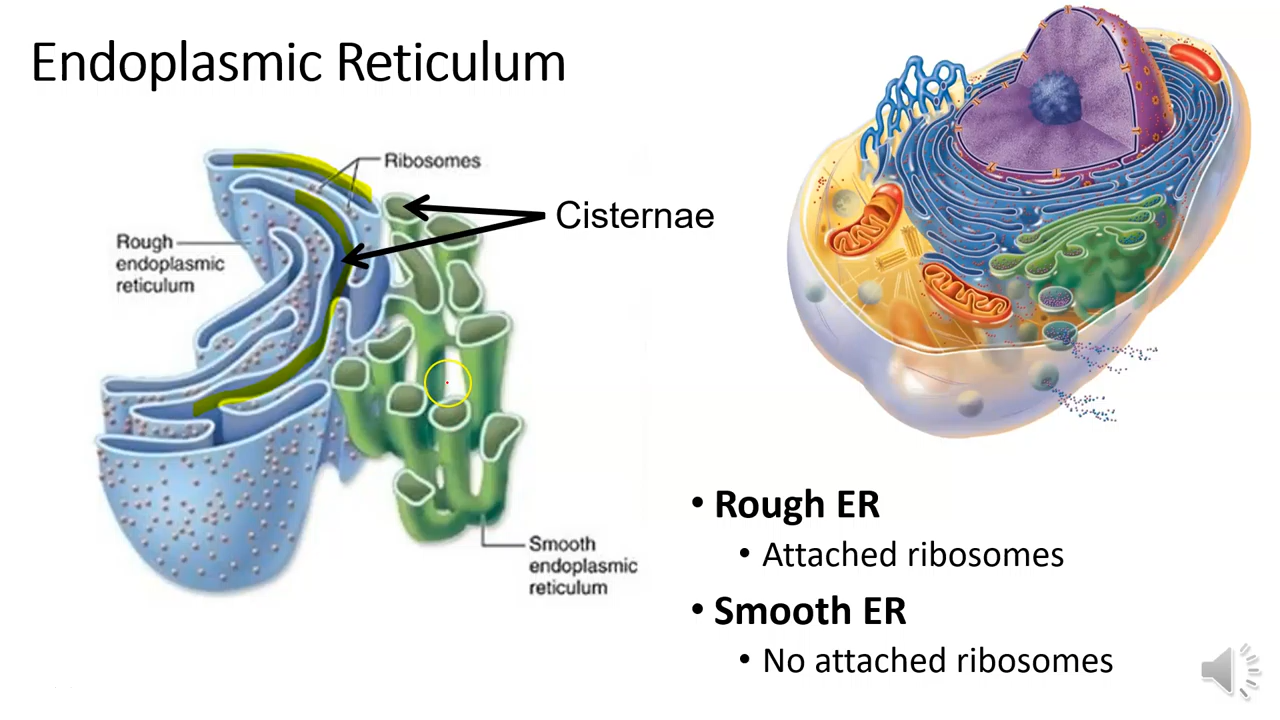 Endoplasmic Reticulum
Ribosomes
Cisternae
Rough
endoplasmic
reticulum
Smooth
endoplasmic
reticulum
• Rough ER
• Attached ribosomes
• Smooth ER
• No attached ribosomes